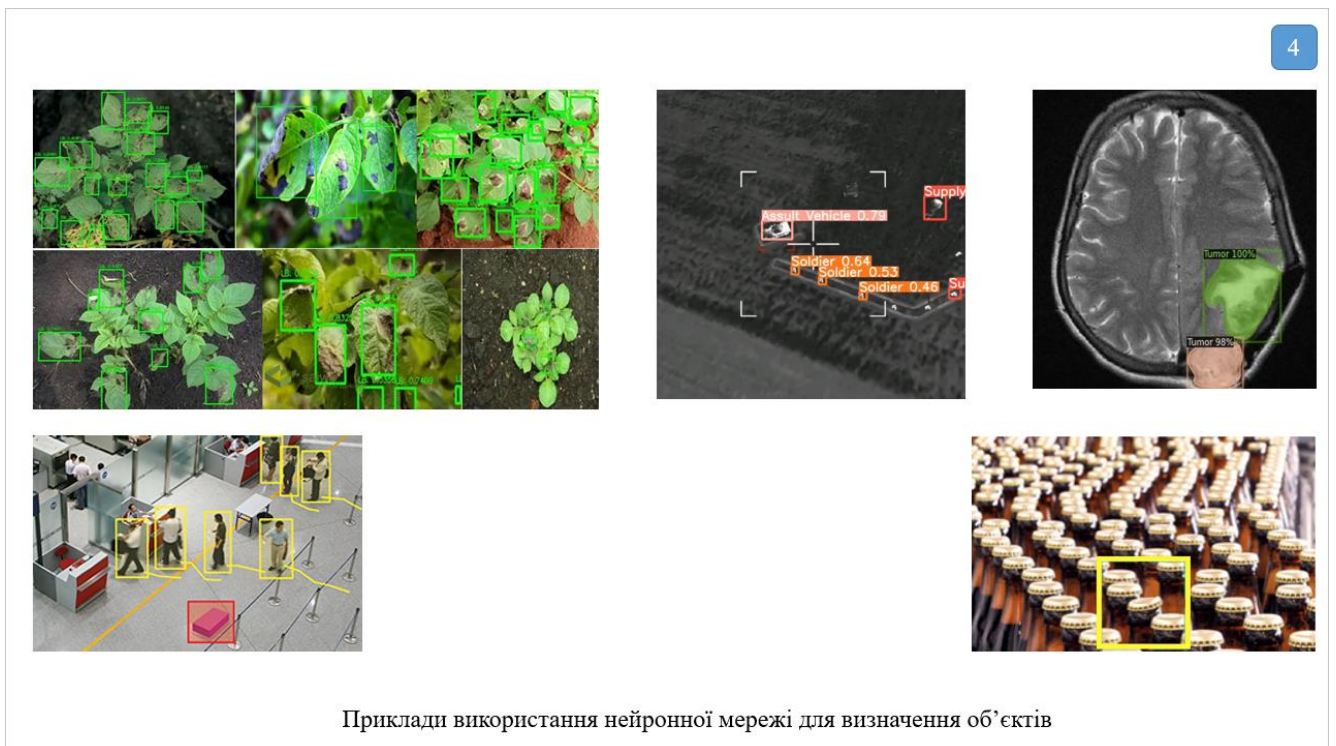 4
Assult Vehicle 0.79
Supply
Soldier 0.64
Soldier 0.53
Soldier 0.46
Su
Tumor 100%
Tumor 98%
Приклади використання нейронної мережі для визначення об’єктів